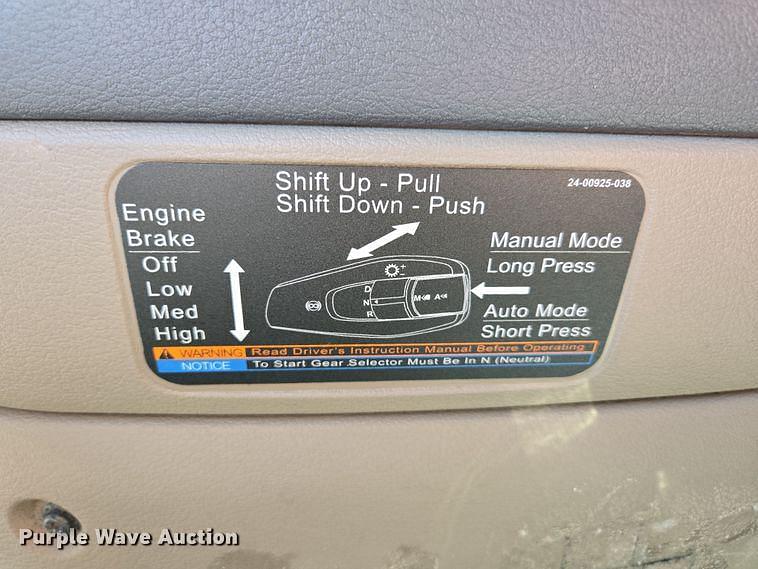 Shift Up - Pull
Shift Down - Push
24-00925-038
Engine
Brake
Off
Low
Med
High
D
N
R
M
A
Manual Mode
Long Press
Auto Mode
Short Press
WARNING Read Driver's Instruction Manual Before Operating
NOTICE To Start Gear Selector Must Be In N (Neutral)
Purple Wave Auction